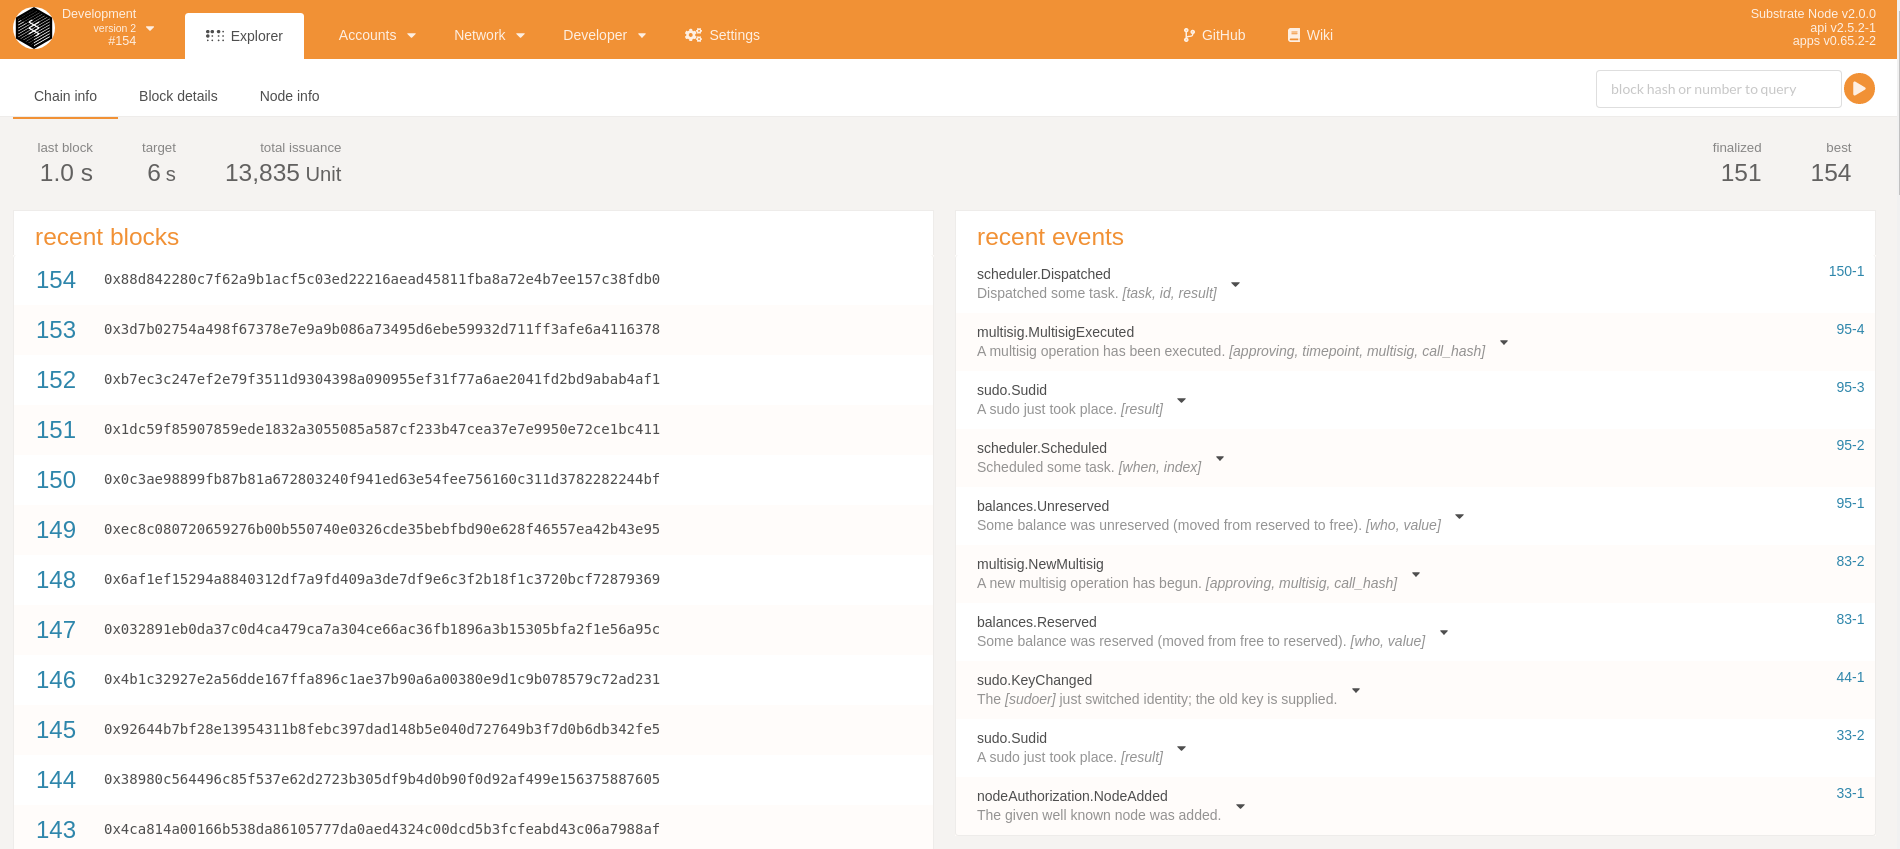 Development
version 2
#154
Explorer
Accounts
Network
Developer
Settings
GitHub
Wiki
Substrate Node v2.0.0
api v2.5.2-1
apps v0.65.2-2
Chain info
Block details
Node info
block hash or number to query
last block
1.0 s
target
6 s
total issuance
13,835 Unit
finalized
151
best
154
recent blocks
154 0x88d842280c7f62a9b1acf5c03ed22216aead45811fba8a72e4b7ee157c38fdb0
153 0x3d7b02754a498f67378e7e9a9b086a73495d6ebe59932d711ff3afe6a4116378
152 0xb7ec3c247ef2e79f3511d9304398a090955ef31f77a6ae2041fd2bd9abab4af1
151 0x1dc59f85907859ede1832a3055085a587cf233b47cea37e7e9950e72ce1bc411
150 0x0c3ae98899fb87b81a672803240f941ed63e54fee756160c311d3782282244bf
149 0xec8c080720659276b00b550740e0326cde35bebfbd90e628f46557ea42b43e95
148 0x6af1ef15294a8840312df7a9fd409a3de7df9e6c3f2b18f1c3720bcf72879369
147 0x032891eb0da37c0d4ca479ca7a304ce66ac36fb1896a3b15305bfa2f1e56a95c
146 0x4b1c32927e2a56dde167ffa896c1ae37b90a6a00380e9d1c9b078579c72ad231
145 0x92644b7bf28e13954311b8febc397dad148b5e040d727649b3f7d0b6db342fe5
144 0x38980c564496c85f537e62d2723b305df9b4d0b90f0d92af499e156375887605
143 0x4ca814a00166b538da86105777da0aed4324c00dcd5b3fcfeabd43c06a7988af
recent events
scheduler.Dispatched 150-1
Dispatched some task. [task, id, result]
multisig.MultisigExecuted 95-4
A multisig operation has been executed. [approving, timepoint, multisig, call_hash]
sudo.Sudid 95-3
A sudo just took place. [result]
scheduler.Scheduled 95-2
Scheduled some task. [when, index]
balances.Unreserved 95-1
Some balance was unreserved (moved from reserved to free). [who, value]
multisig.NewMultisig 83-2
A new multisig operation has begun. [approving, multisig, call_hash]
balances.Reserved 83-1
Some balance was reserved (moved from free to reserved). [who, value]
sudo.KeyChanged 44-1
The [sudoer] just switched identity; the old key is supplied.
sudo.Sudid 33-2
A sudo just took place. [result]
nodeAuthorization.NodeAdded 33-1
The given well known node was added.